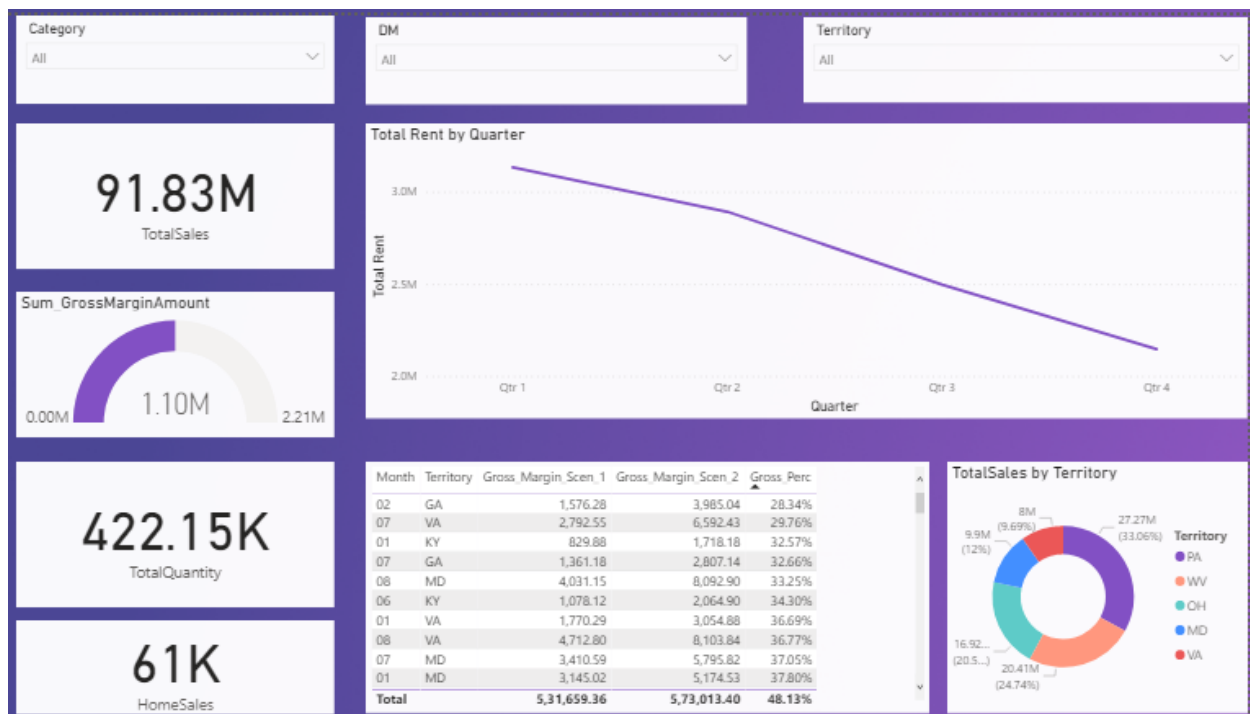 Category
All
DM
All
Territory
All
91.83M
TotalSales
Sum_GrossMarginAmount
0.00M
1.10M
2.21M
422.15K
TotalQuantity
61K
HomeSales
Total Rent by Quarter
Total Rent
3.0M
2.5M
2.0M
Qtr 1 Qtr 2 Qtr 3 Qtr 4
Quarter
Month Territory Gross_Margin_Scen_1 Gross_Margin_Scen_2 Gross_Perc
02 GA 1,576.28 3,985.04 28.34%
07 VA 2,792.55 6,592.43 29.76%
01 KY 829.88 1,718.18 32.57%
07 GA 1,361.18 2,807.14 32.66%
08 MD 4,031.15 8,092.90 33.25%
06 KY 1,078.12 2,064.90 34.30%
01 VA 1,770.29 3,054.88 36.69%
08 VA 4,712.80 8,103.84 36.77%
07 MD 3,410.59 5,795.82 37.05%
01 MD 3,145.02 5,174.53 37.80%
Total 5,31,659.36 5,73,013.40 48.13%
TotalSales by Territory
27.27M
(33.06%)
20.41M
(24.74%)
16.92...
(20.5...)
9.9M
(12%)
8M
(9.69%)
Territory
PA
WV
OH
MD
VA